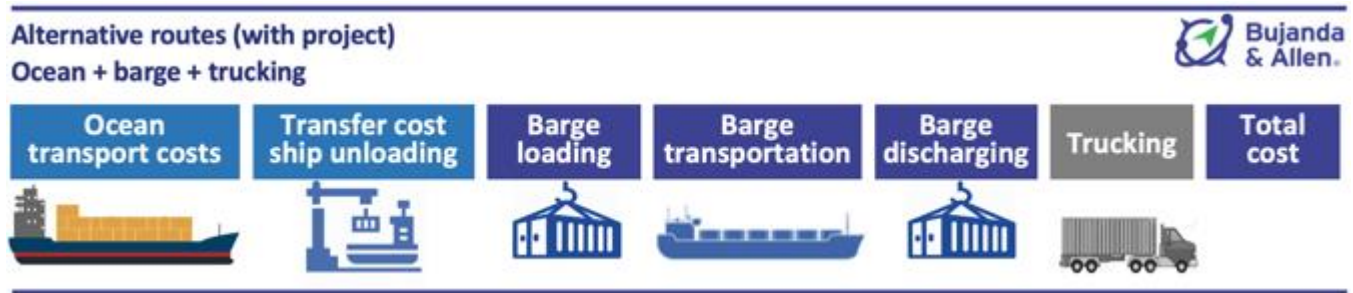 Alternative routes (with project)
Ocean + barge + trucking
Bujanda
& Allen.
Ocean
transport costs
Transfer cost
ship unloading
Barge
loading
Barge
transportation
Barge
discharging
Trucking
Total
cost